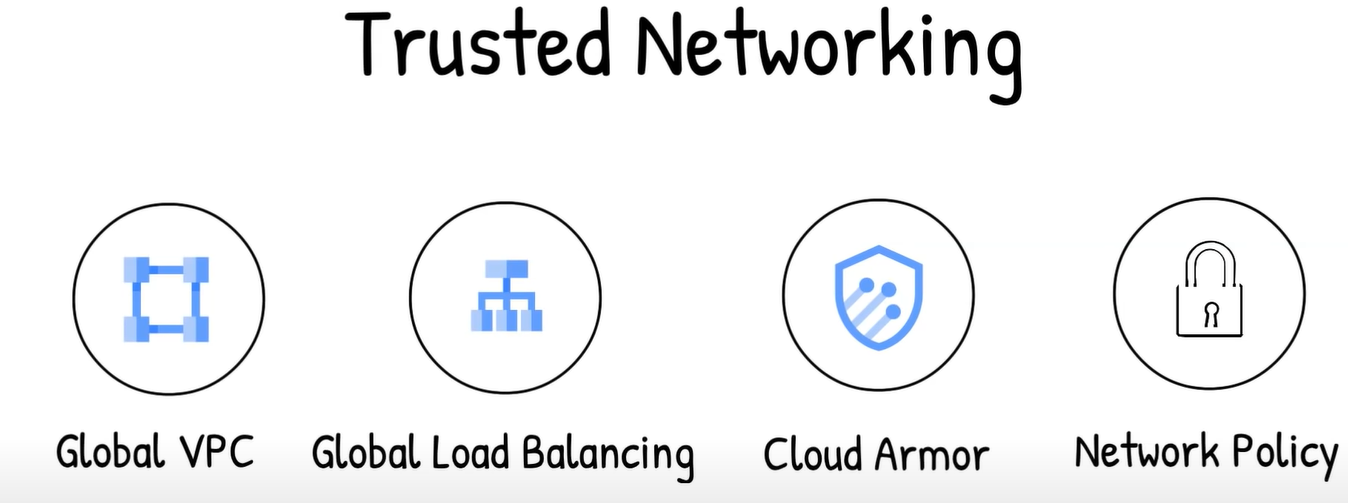 Trusted Networking
Global VPC
Global Load Balancing
Cloud Armor
Network Policy